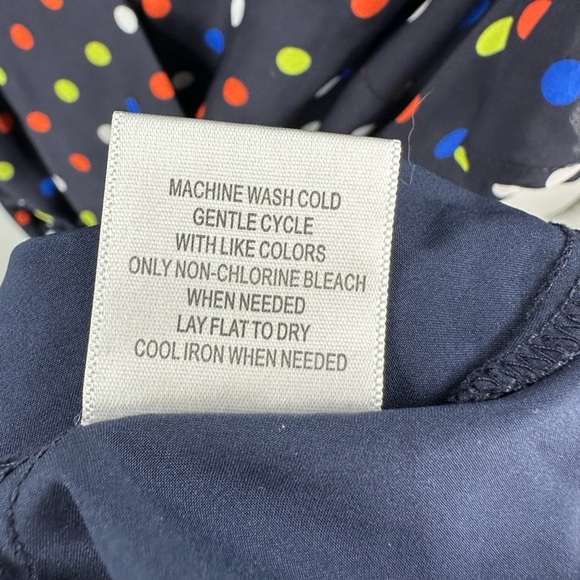 MACHINE WASH COLD
GENTLE CYCLE
WITH LIKE COLORS
ONLY NON-CHLORINE BLEACH
WHEN NEEDED
LAY FLAT TO DRY
COOL IRON WHEN NEEDED